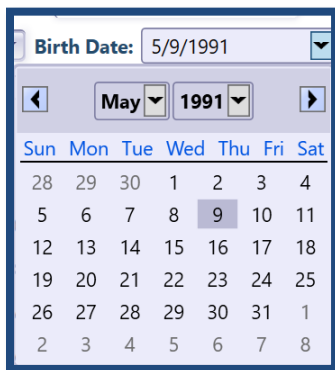 Birth Date: 5/9/1991
May 1991
Sun Mon Tue Wed Thu Fri Sat
28 29 30 1 2 3 4
5 6 7 8 9 10 11
12 13 14 15 16 17 18
19 20 21 22 23 24 25
26 27 28 29 30 31 1
2 3 4 5 6 7 8